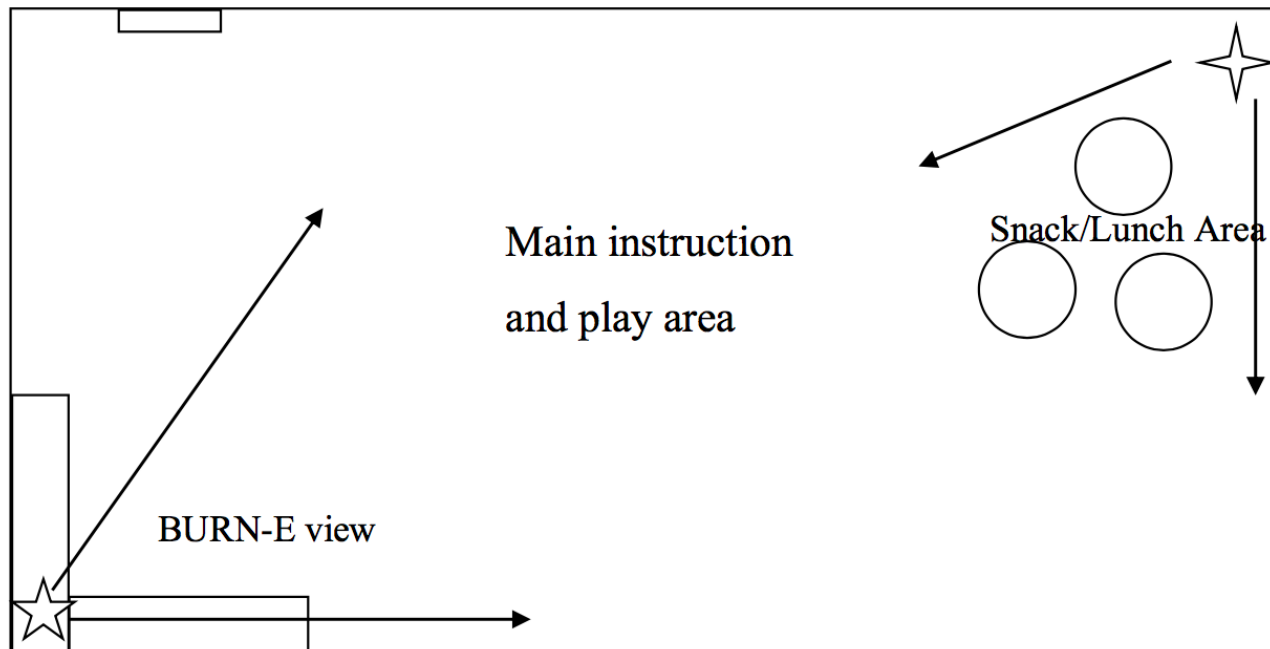 Snack/Lunch Area
Main instruction
and play area
BURN-E view